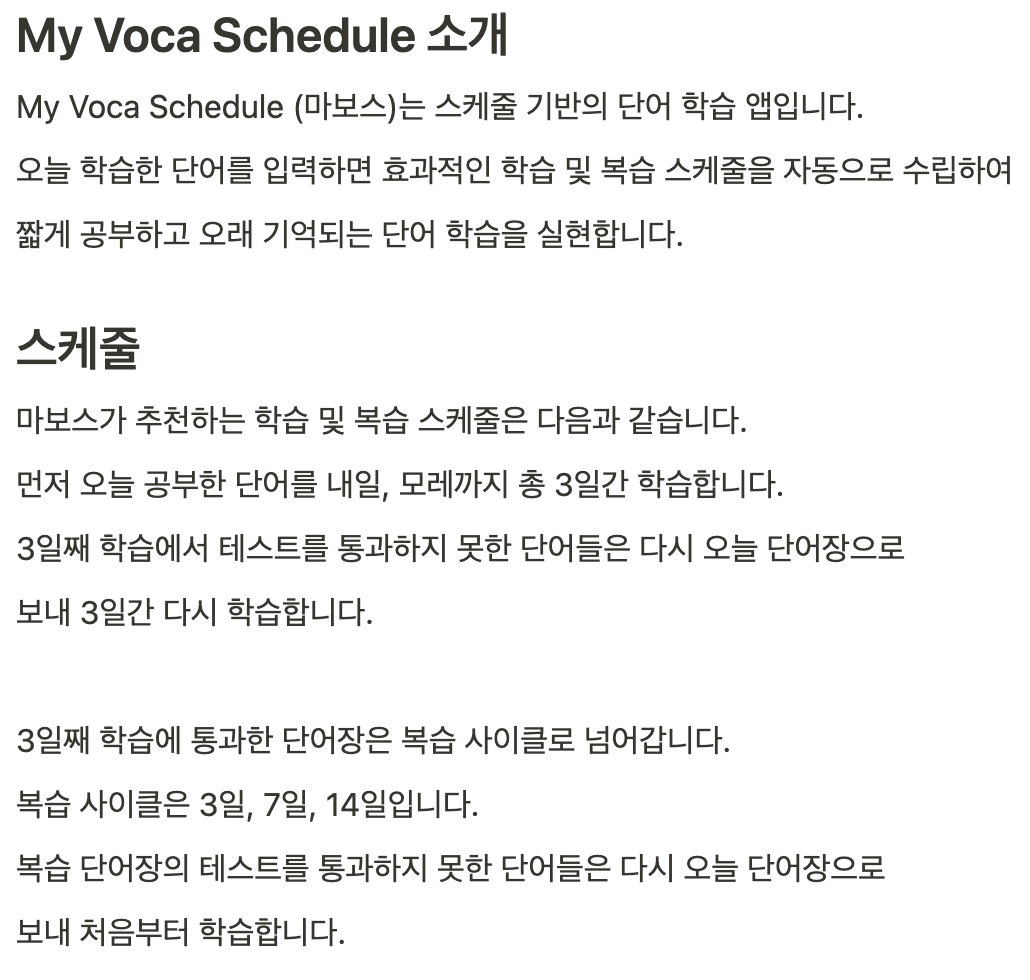 My Voca Schedule 소개
My Voca Schedule (마보스)는 스케줄 기반의 단어 학습 앱입니다.
오늘 학습한 단어를 입력하면 효과적인 학습 및 복습 스케줄을 자동으로 수립하여
짧게 공부하고 오래 기억되는 단어 학습을 실현합니다.
스케줄
마보스가 추천하는 학습 및 복습 스케줄은 다음과 같습니다.
먼저 오늘 공부한 단어를 내일, 모레까지 총 3일간 학습합니다.
3일째 학습에서 테스트를 통과하지 못한 단어들은 다시 오늘 단어장으로
보내 3일간 다시 학습합니다.
3일째 학습에 통과한 단어장은 복습 사이클로 넘어갑니다.
복습 사이클은 3일, 7일, 14일입니다.
복습 단어장의 테스트를 통과하지 못한 단어들은 다시 오늘 단어장으로
보내 처음부터 학습합니다.